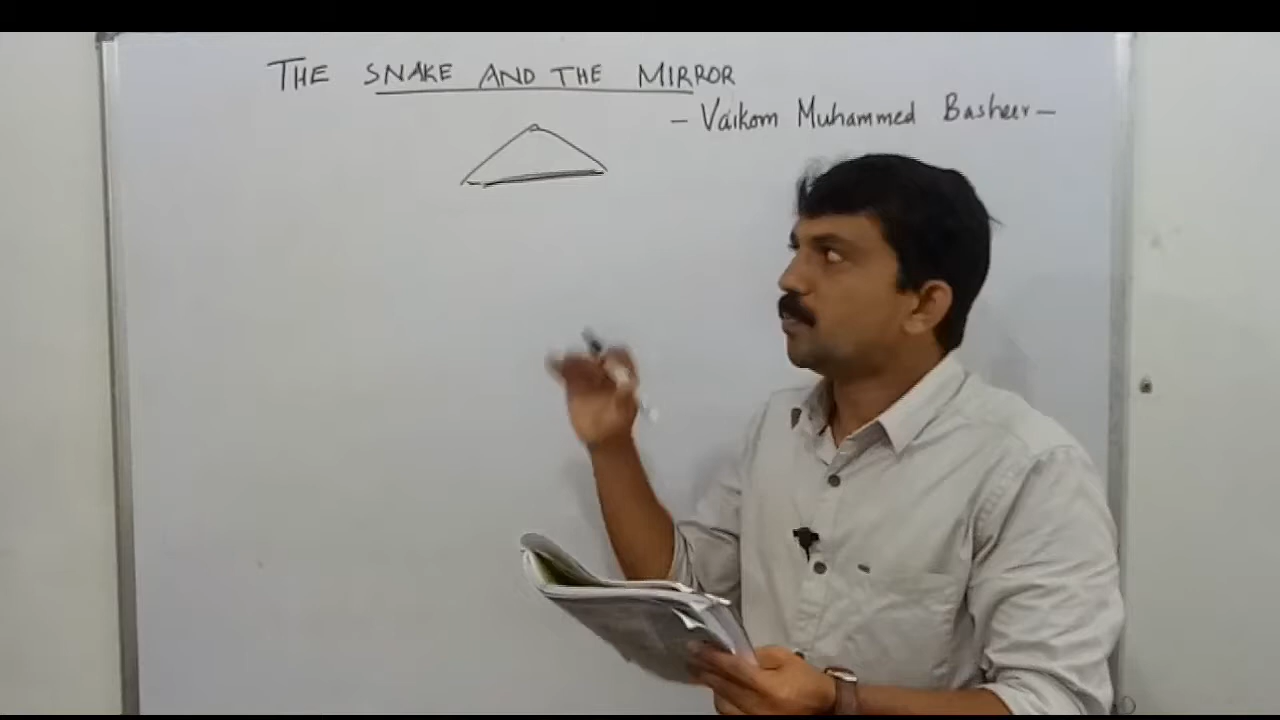 THE SNAKE AND THE MIRROR
- Vaikom Muhammed Basheer -